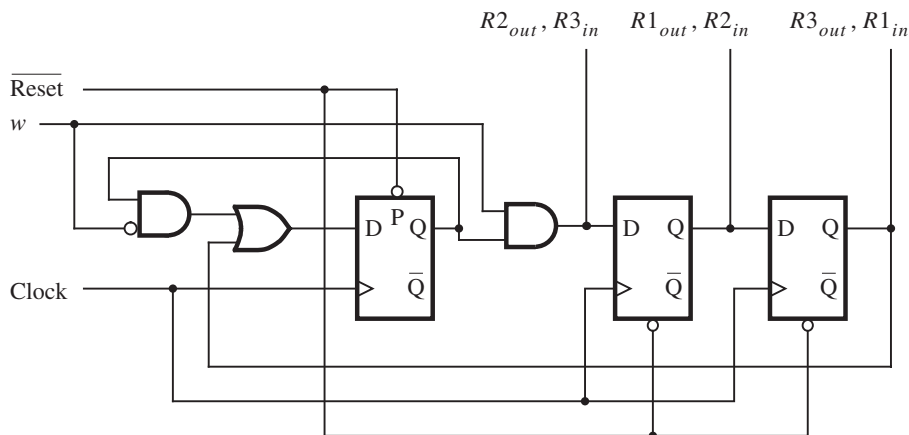 R2out, R3in R1out, R2in R3out, R1in
Reset
w
P
D Q
D Q
D Q
Q
Q
Q
Clock